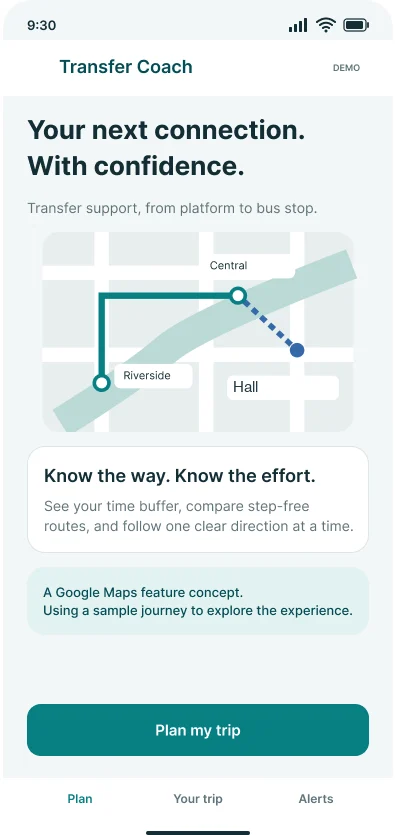 9:30
Transfer Coach
DEMO
Your next connection.
With confidence.
Transfer support, from platform to bus stop.
Central
Riverside
Hall
Know the way. Know the effort.
See your time buffer, compare step-free
routes, and follow one clear direction at a time.
A Google Maps feature concept.
Using a sample journey to explore the experience.
Plan my trip
Plan
Your trip
Alerts